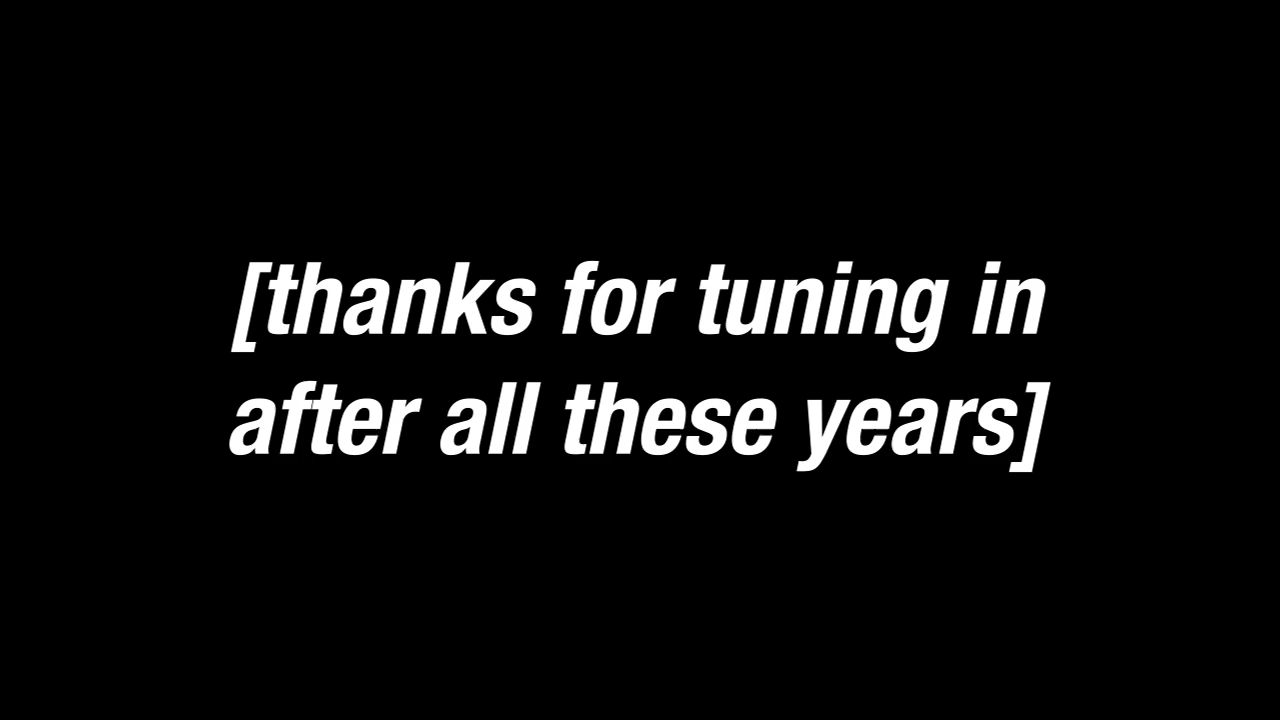 [thanks for tuning in
after all these years]